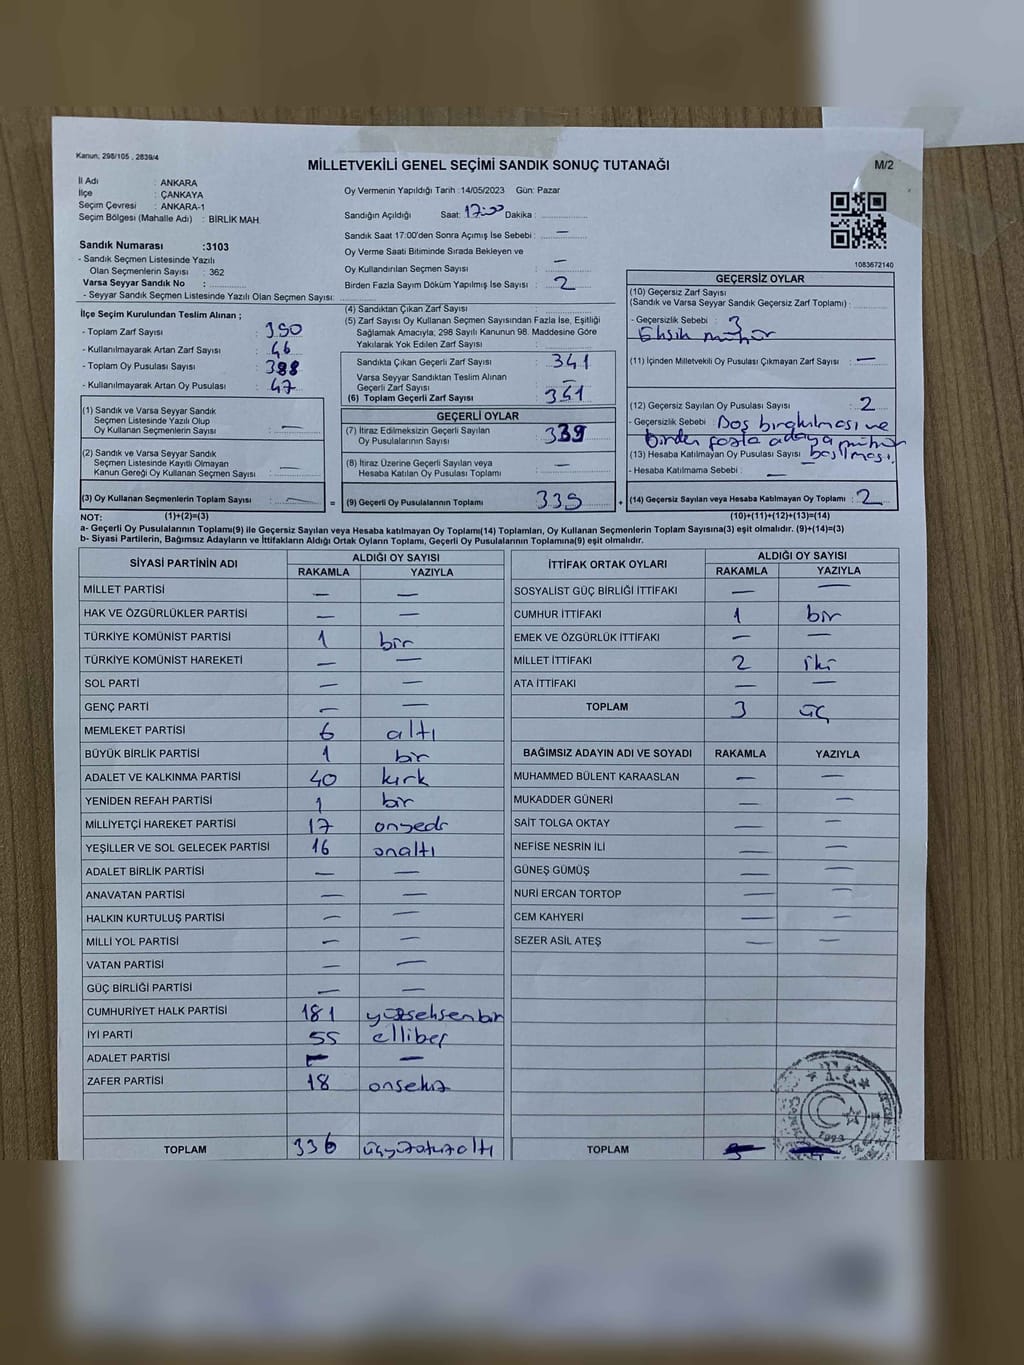 Kanun, 298/105 , 2839/4
MİLLETVEKİLİ GENEL SEÇİMİ SANDIK SONUÇ TUTANAĞI
M/2
İl Adı : ANKARA
İlçe : ÇANKAYA
Seçim Çevresi : ANKARA-1
Seçim Bölgesi (Mahalle Adı) : BİRLİK MAH.
Sandık Numarası :3103
- Sandık Seçmen Listesinde Yazılı
Olan Seçmenlerin Sayısı : 362
Varsa Seyyar Sandık No :
- Seyyar Sandık Seçmen Listesinde Yazılı Olan Seçmen Sayısı:
Oy Vermenin Yapıldığı Tarih :14/05/2023 Gün: Pazar
Sandığın Açıldığı Saat: 17:00 Dakika :
Sandık Saat 17:00'den Sonra Açımış İse Sebebi : —
Oy Verme Saati Bitiminde Sırada Bekleyen ve
Oy Kullandırılan Seçmen Sayısı : —
Birden Fazla Sayım Döküm Yapılmış İse Sayısı : 2
1083672140
İlçe Seçim Kurulundan Teslim Alınan ;
- Toplam Zarf Sayısı : 390
- Kullanılmayarak Artan Zarf Sayısı : 46
- Toplam Oy Pusulası Sayısı : 388
- Kullanılmayarak Artan Oy Pusulası : 47
(1) Sandık ve Varsa Seyyar Sandık
Seçmen Listesinde Yazılı Olup
Oy Kullanan Seçmenlerin Sayısı : —
(2) Sandık ve Varsa Seyyar Sandık
Seçmen Listesinde Kayıtlı Olmayan
Kanun Gereği Oy Kullanan Seçmen Sayısı : —
(3) Oy Kullanan Seçmenlerin Toplam Sayısı : —
(1)+(2)=(3)
(4) Sandıktan Çıkan Zarf Sayısı :
(5) Zarf Sayısı Oy Kullanan Seçmen Sayısından Fazla İse, Eşitliği
Sağlamak Amacıyla, 298 Sayılı Kanunun 98. Maddesine Göre
Yakılarak Yok Edilen Zarf Sayısı :
Sandıkta Çıkan Geçerli Zarf Sayısı : 341
Varsa Seyyar Sandıktan Teslim Alınan
Geçerli Zarf Sayısı : —
(6) Toplam Geçerli Zarf Sayısı : 341
GEÇERLİ OYLAR
(7) İtiraz Edilmeksizin Geçerli Sayılan
Oy Pusulalarının Sayısı : 339
(8) İtiraz Üzerine Geçerli Sayılan veya
Hesaba Katılan Oy Pusulası Toplamı : —
= (9) Geçerli Oy Pusulalarının Toplamı 339 +
GEÇERSİZ OYLAR
(10) Geçersiz Zarf Sayısı
(Sandık ve Varsa Seyyar Sandık Geçersiz Zarf Toplamı) :
- Geçersizlik Sebebi : 3
Eksik mühür
(11) İçinden Milletvekili Oy Pusulası Çıkmayan Zarf Sayısı : —
(12) Geçersiz Sayılan Oy Pusulası Sayısı : 2
- Geçersizlik Sebebi : Boş bırakılması ve
birden fazla adaya mühür
(13) Hesaba Katılmayan Oy Pusulası Sayısı : basılması.
- Hesaba Katılmama Sebebi : —
(14) Geçersiz Sayılan veya Hesaba Katılmayan Oy Toplamı : 2
(10)+(11)+(12)+(13)=(14)
NOT:
a- Geçerli Oy Pusulalarının Toplamı(9) ile Geçersiz Sayılan veya Hesaba katılmayan Oy Toplamı(14) Toplamları, Oy Kullanan Seçmenlerin Toplam Sayısına(3) eşit olmalıdır. (9)+(14)=(3)
b- Siyasi Partilerin, Bağımsız Adayların ve İttifakların Aldığı Ortak Oyların Toplamı, Geçerli Oy Pusulalarının Toplamına(9) eşit olmalıdır.
SİYASİ PARTİNİN ADI ALDIĞI OY SAYISI
RAKAMLA YAZIYLA
MİLLET PARTİSİ — —
HAK VE ÖZGÜRLÜKLER PARTİSİ — —
TÜRKİYE KOMÜNİST PARTİSİ 1 bir
TÜRKİYE KOMÜNİST HAREKETİ — —
SOL PARTİ — —
GENÇ PARTİ — —
MEMLEKET PARTİSİ 6 altı
BÜYÜK BİRLİK PARTİSİ 1 bir
ADALET VE KALKINMA PARTİSİ 40 kırk
YENİDEN REFAH PARTİSİ 1 bir
MİLLİYETÇİ HAREKET PARTİSİ 17 onyedi
YEŞİLLER VE SOL GELECEK PARTİSİ 16 onaltı
ADALET BİRLİK PARTİSİ — —
ANAVATAN PARTİSİ — —
HALKIN KURTULUŞ PARTİSİ — —
MİLLİ YOL PARTİSİ — —
VATAN PARTİSİ — —
GÜÇ BİRLİĞİ PARTİSİ — —
CUMHURİYET HALK PARTİSİ 181 yüzseksenbir
İYİ PARTİ 55 ellibeş
ADALET PARTİSİ — —
ZAFER PARTİSİ 18 onsekiz
TOPLAM 336 üçyüzotuzaltı
İTTİFAK ORTAK OYLARI ALDIĞI OY SAYISI
RAKAMLA YAZIYLA
SOSYALİST GÜÇ BİRLİĞİ İTTİFAKI — —
CUMHUR İTTİFAKI 1 bir
EMEK VE ÖZGÜRLÜK İTTİFAKI — —
MİLLET İTTİFAKI 2 iki
ATA İTTİFAKI — —
TOPLAM 3 üç
BAĞIMSIZ ADAYIN ADI VE SOYADI RAKAMLA YAZIYLA
MUHAMMED BÜLENT KARAASLAN — —
MUKADDER GÜNERİ — —
SAİT TOLGA OKTAY — —
NEFİSE NESRİN İLİ — —
GÜNEŞ GÜMÜŞ — —
NURİ ERCAN TORTOP — —
CEM KAHYERİ — —
SEZER ASİL ATEŞ — —
TOPLAM
T.C.